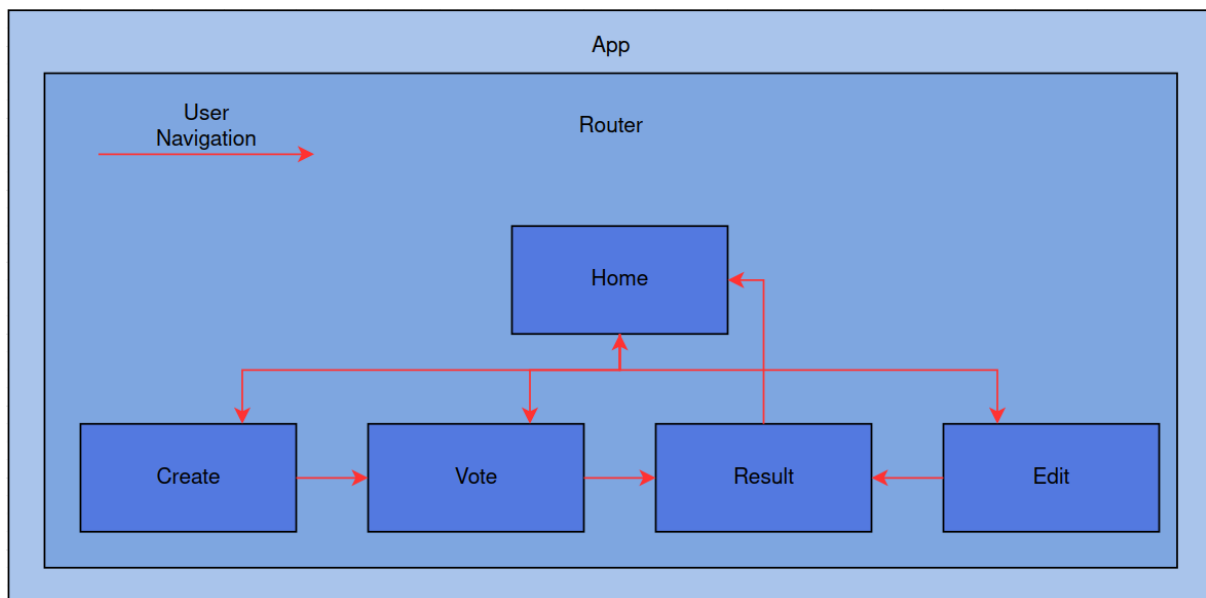 App
User
Navigation
Router
Home
Create
Vote
Result
Edit